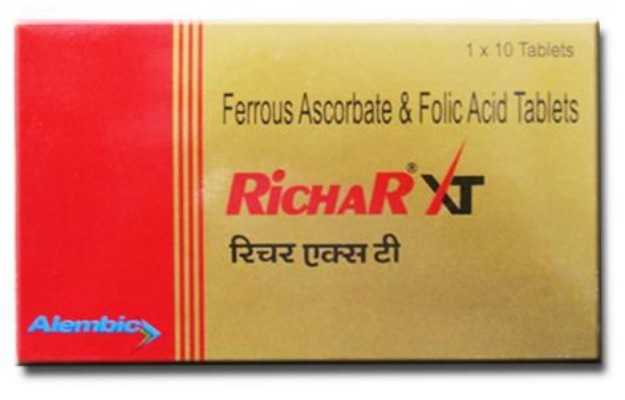 1 x 10 Tablets
Ferrous Ascorbate & Folic Acid Tablets
RICHAR® XT
रिचर एक्स टी
Alembic